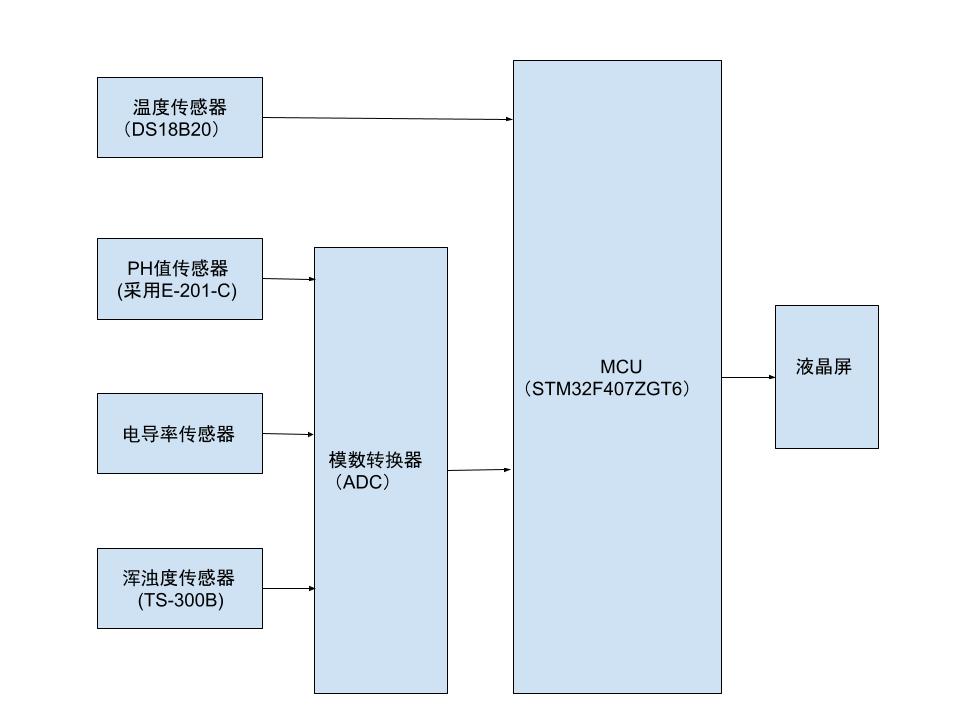 温度传感器
（DS18B20）
PH值传感器
(采用E-201-C)
电导率传感器
浑浊度传感器
(TS-300B)
模数转换器
（ADC）
MCU
（STM32F407ZGT6）
液晶屏